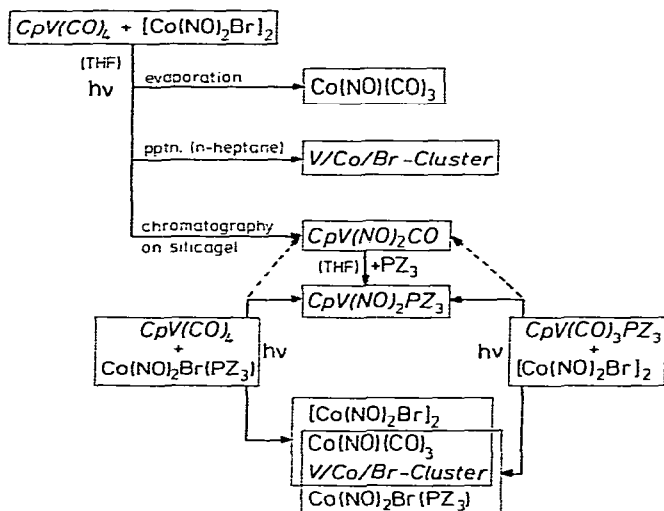 CpV(CO)₄ + [Co(NO)₂Br]₂
(THF)
hν
evaporation
Co(NO)(CO)₃
pptn. (n-heptane)
V/Co/Br-Cluster
chromatography
on silicagel
CpV(NO)₂CO
(THF) +PZ₃
CpV(NO)₂PZ₃
CpV(CO)₄
+
Co(NO)₂Br(PZ₃)
hν
hν
CpV(CO)₃PZ₃
+
[Co(NO)₂Br]₂
[Co(NO)₂Br]₂
Co(NO)(CO)₃
V/Co/Br-Cluster
Co(NO)₂Br(PZ₃)